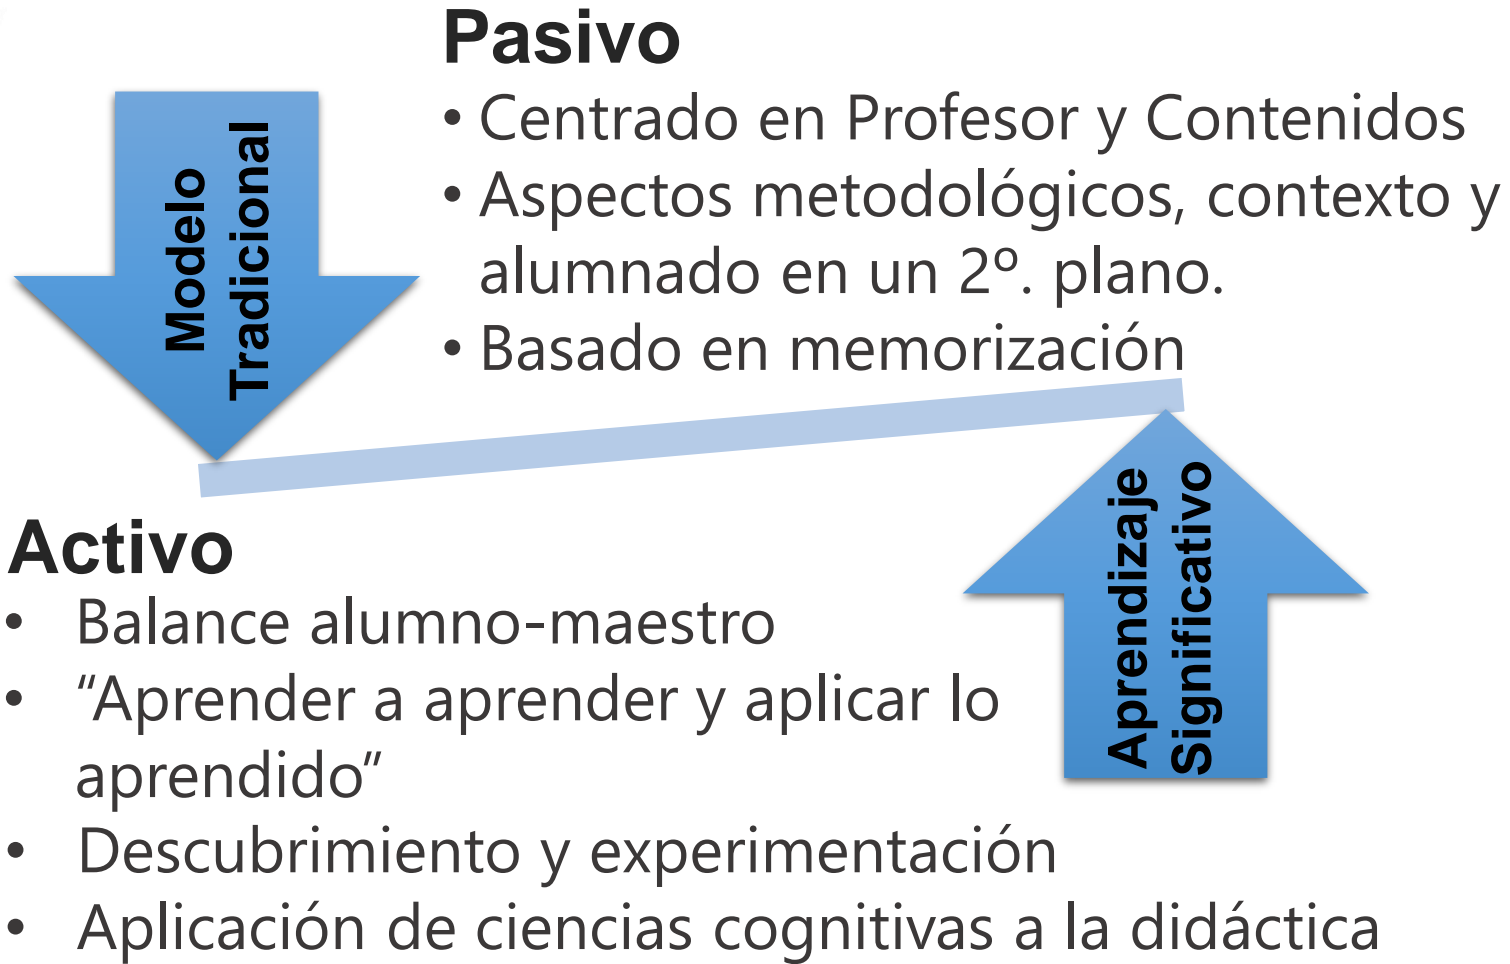 Pasivo
• Centrado en Profesor y Contenidos
• Aspectos metodológicos, contexto y
alumnado en un 2º. plano.
• Basado en memorización
Modelo
Tradicional
Activo
• Balance alumno-maestro
• “Aprender a aprender y aplicar lo
aprendido”
• Descubrimiento y experimentación
• Aplicación de ciencias cognitivas a la didáctica
Aprendizaje
Significativo